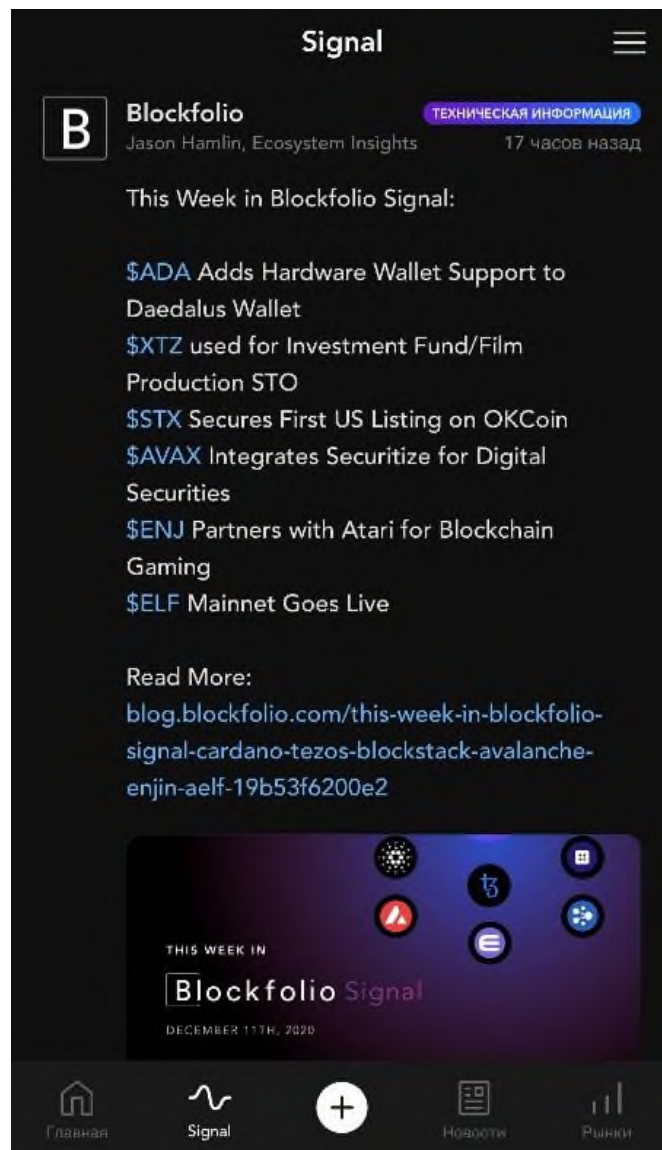 Signal
B
Blockfolio
ТЕХНИЧЕСКАЯ ИНФОРМАЦИЯ
Jason Hamlin, Ecosystem Insights
17 часов назад
This Week in Blockfolio Signal:
$ADA Adds Hardware Wallet Support to
Daedalus Wallet
$XTZ used for Investment Fund/Film
Production STO
$STX Secures First US Listing on OKCoin
$AVAX Integrates Securitize for Digital
Securities
$ENJ Partners with Atari for Blockchain
Gaming
$ELF Mainnet Goes Live
Read More:
blog.blockfolio.com/this-week-in-blockfolio-
signal-cardano-tezos-blockstack-avalanche-
enjin-aelf-19b53f6200e2
THIS WEEK IN
Blockfolio Signal
DECEMBER 11TH, 2020
Главная
Signal
Новости
Рынки